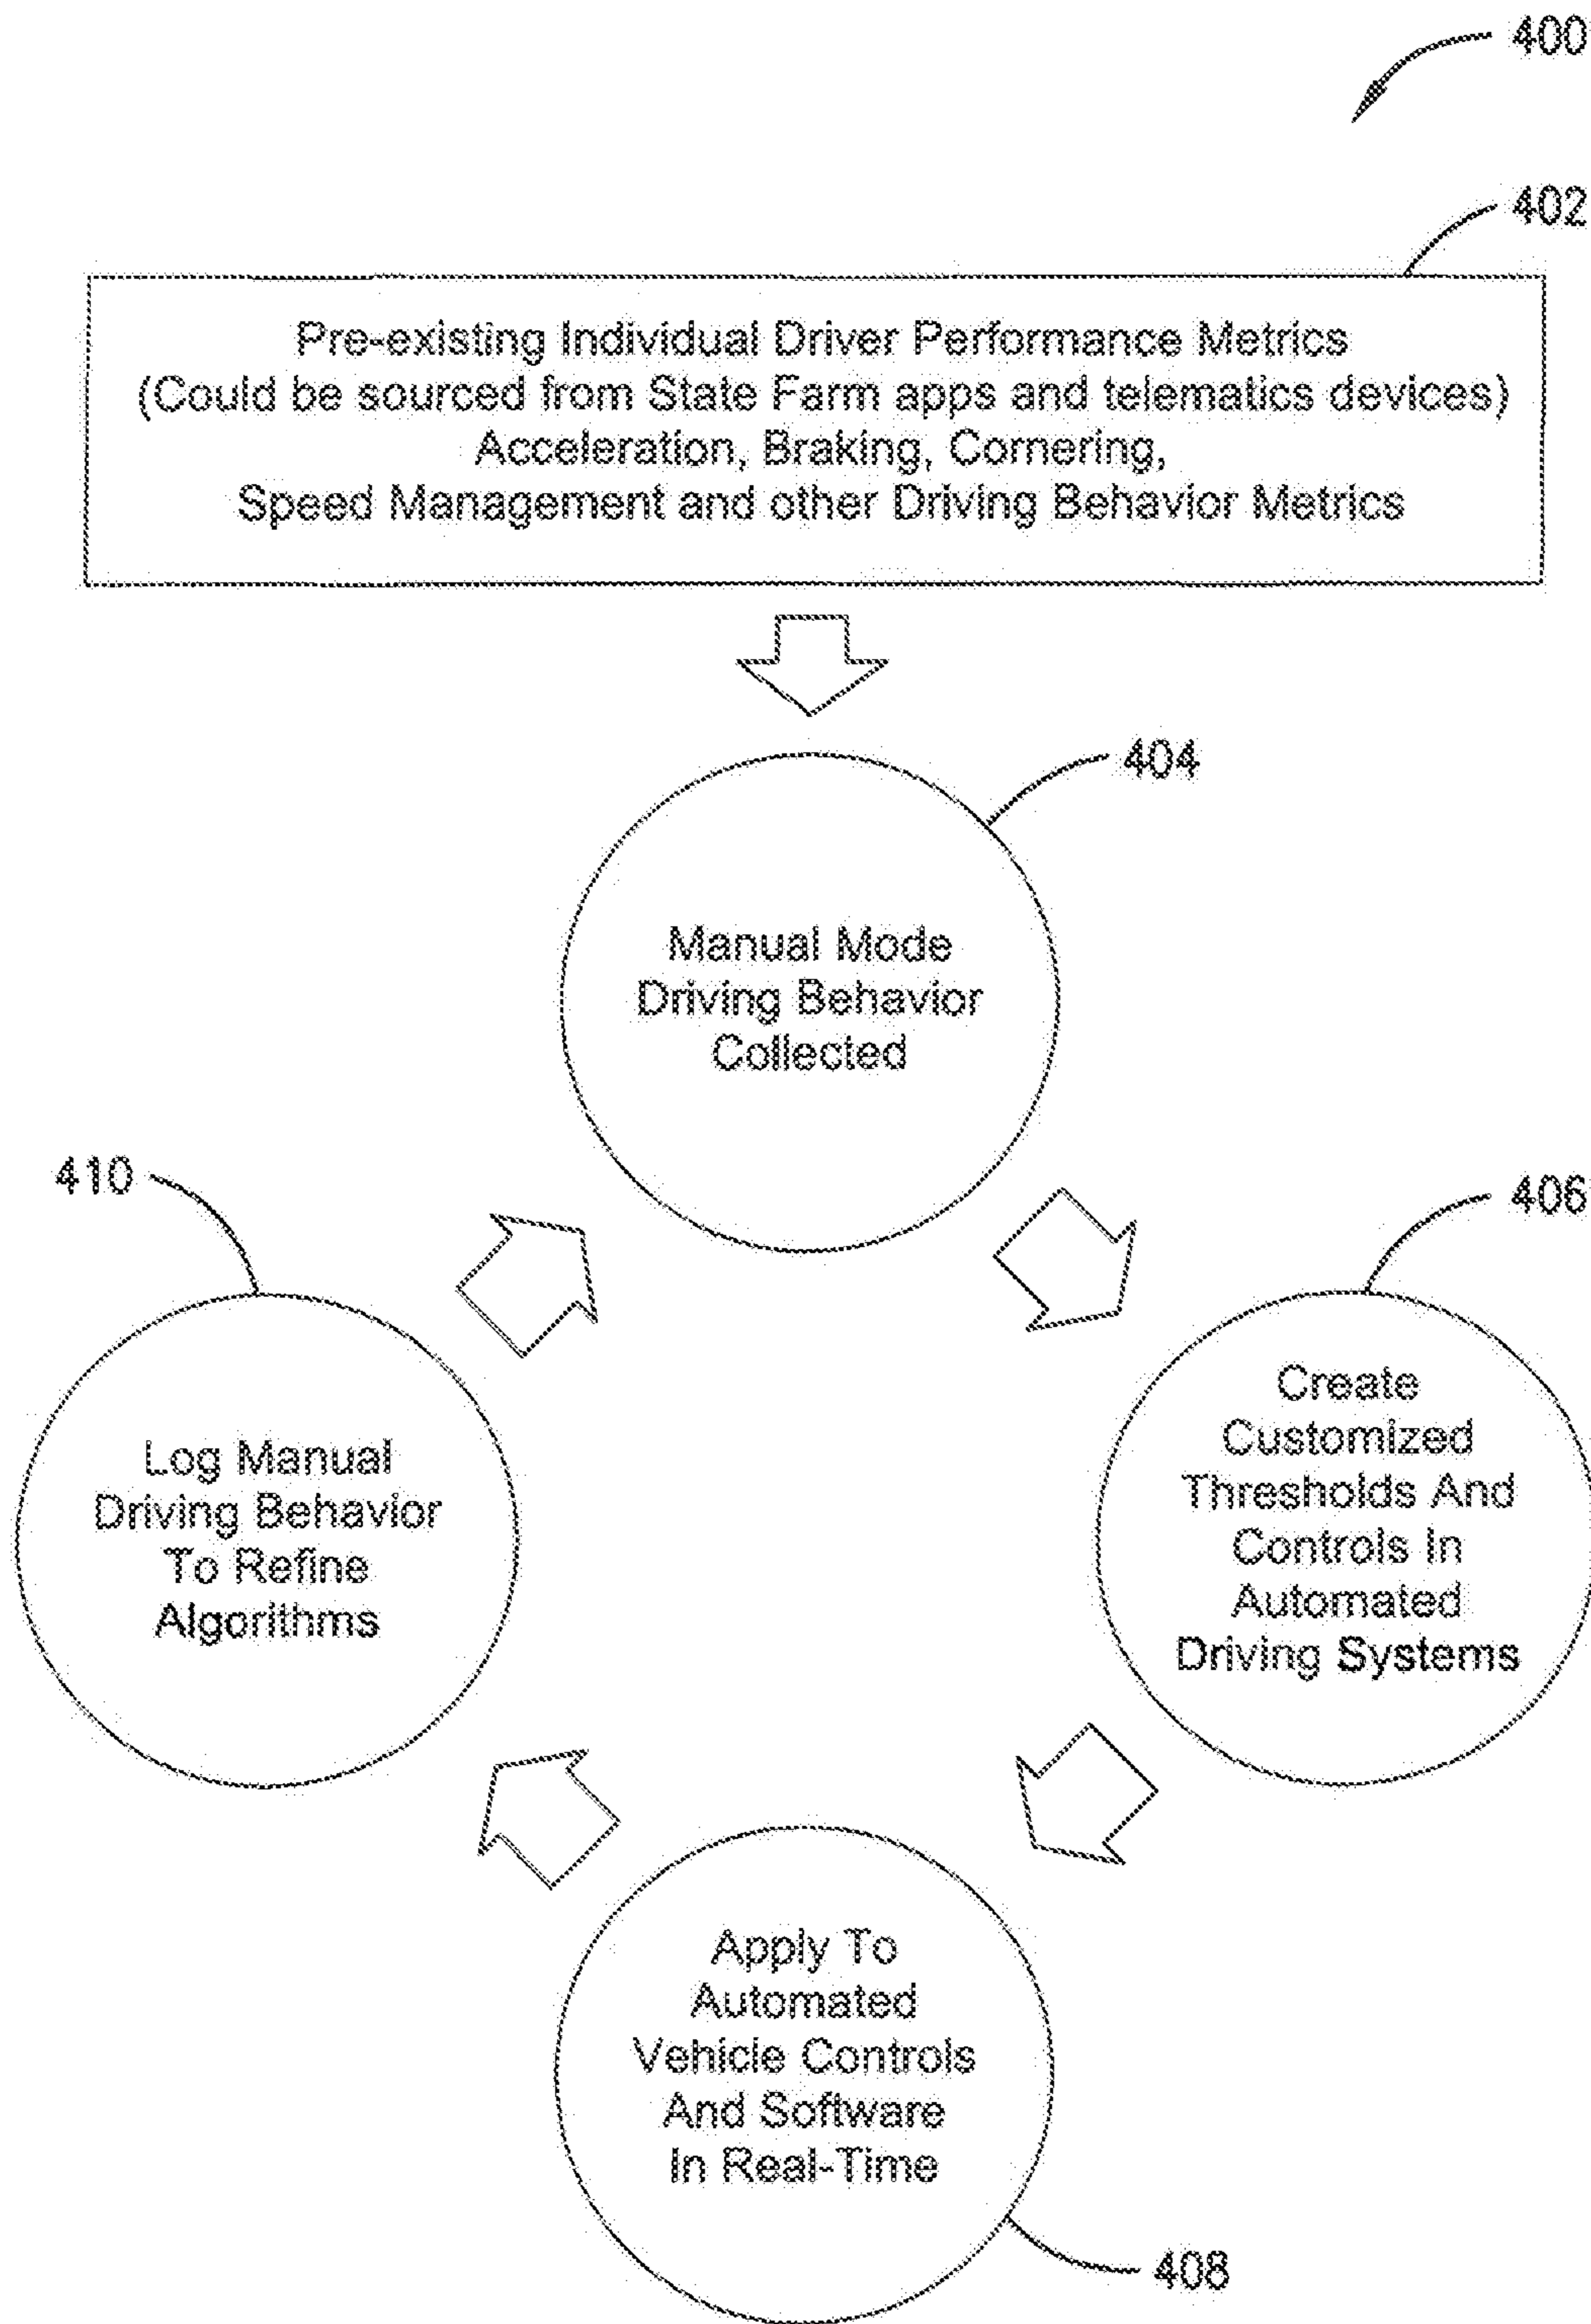 400
402
Pre-existing Individual Driver Performance Metrics
(Could be sourced from State Farm apps and telematics devices)
Acceleration, Braking, Cornering,
Speed Management and other Driving Behavior Metrics
404
Manual Mode
Driving Behavior
Collected
406
Create
Customized
Thresholds And
Controls In
Automated
Driving Systems
408
Apply To
Automated
Vehicle Controls
And Software
In Real-Time
410
Log Manual
Driving Behavior
To Refine
Algorithms